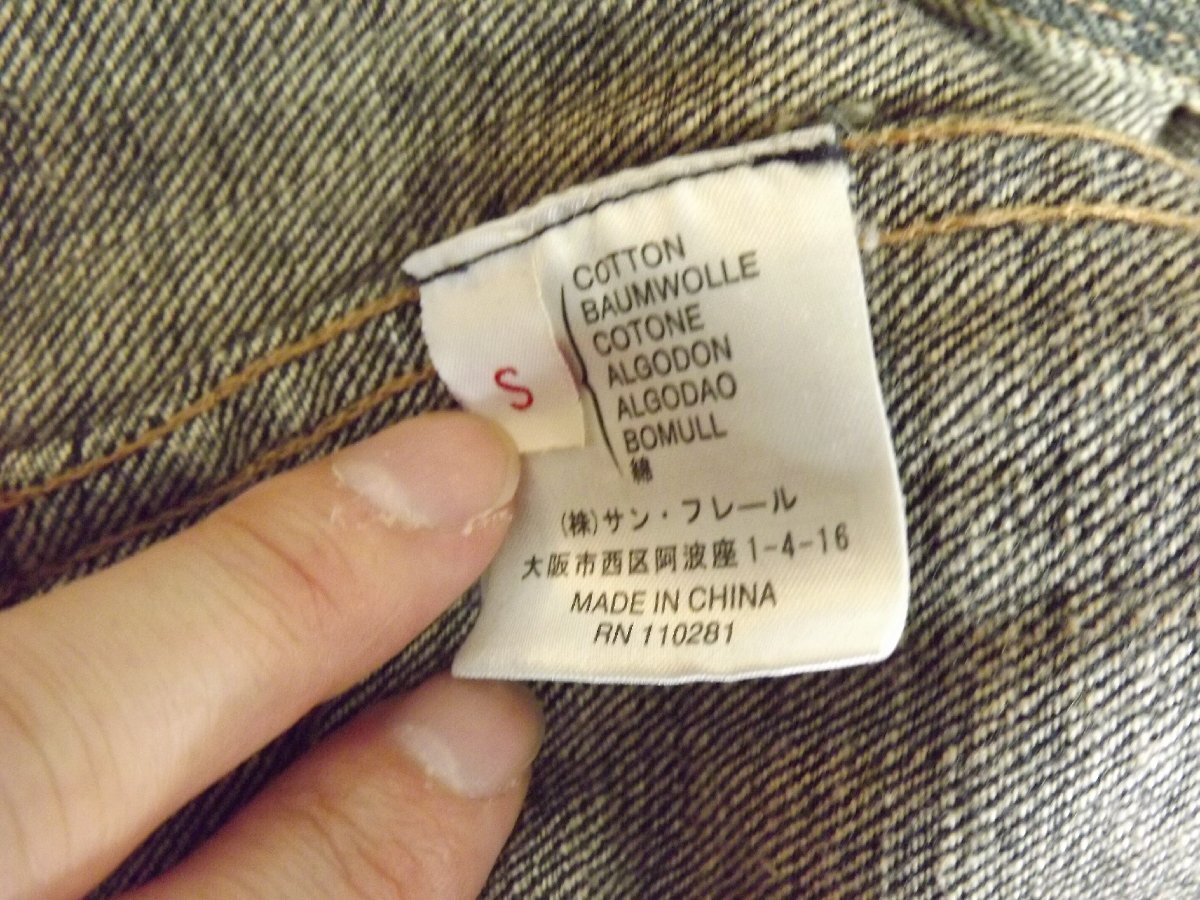 COTTON
BAUMWOLLE
COTONE
ALGODON
ALGODAO
BOMULL
綿
S
(株)サン・フレール
大阪市西区阿波座1-4-16
MADE IN CHINA
RN 110281